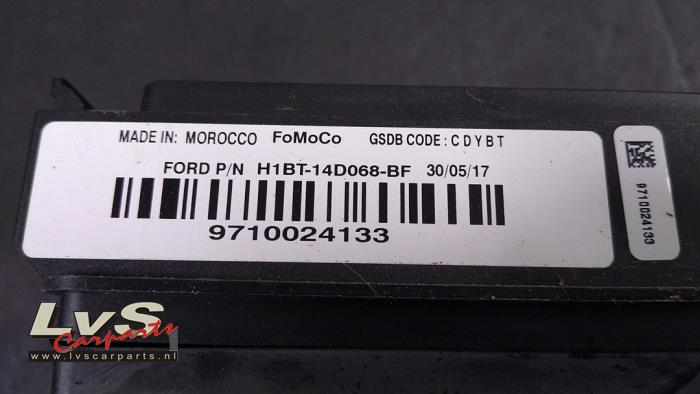 MADE IN: MOROCCO FoMoCo GSDB CODE: CDYBT
FORD P/N H1BT-14D068-BF 30/05/17
9710024133
9710024133
LvS
Carparts
www.lvscarparts.nl